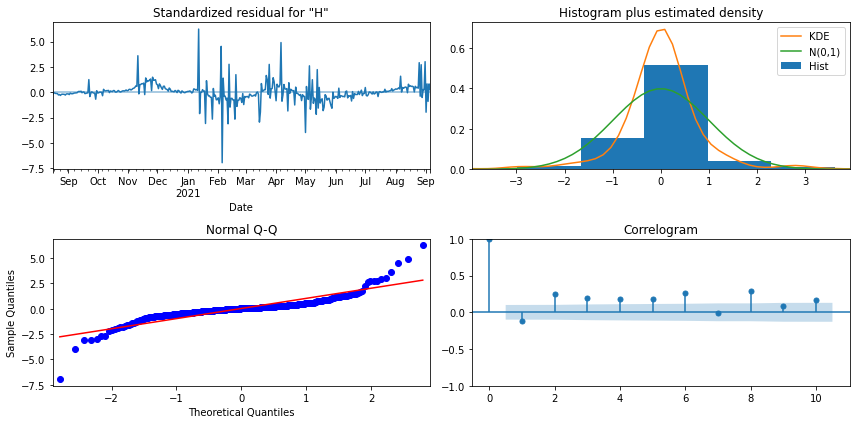 Standardized residual for "H"
5.0
2.5
0.0
−2.5
−5.0
−7.5
Sep Oct Nov Dec Jan Feb Mar Apr May Jun Jul Aug Sep
2021
Date
Histogram plus estimated density
KDE
N(0,1)
Hist
0.6
0.4
0.2
0.0
−3 −2 −1 0 1 2 3
Normal Q-Q
Sample Quantiles
5.0
2.5
0.0
−2.5
−5.0
−7.5
−2 −1 0 1 2
Theoretical Quantiles
Correlogram
1.0
0.5
0.0
−0.5
−1.0
0 2 4 6 8 10